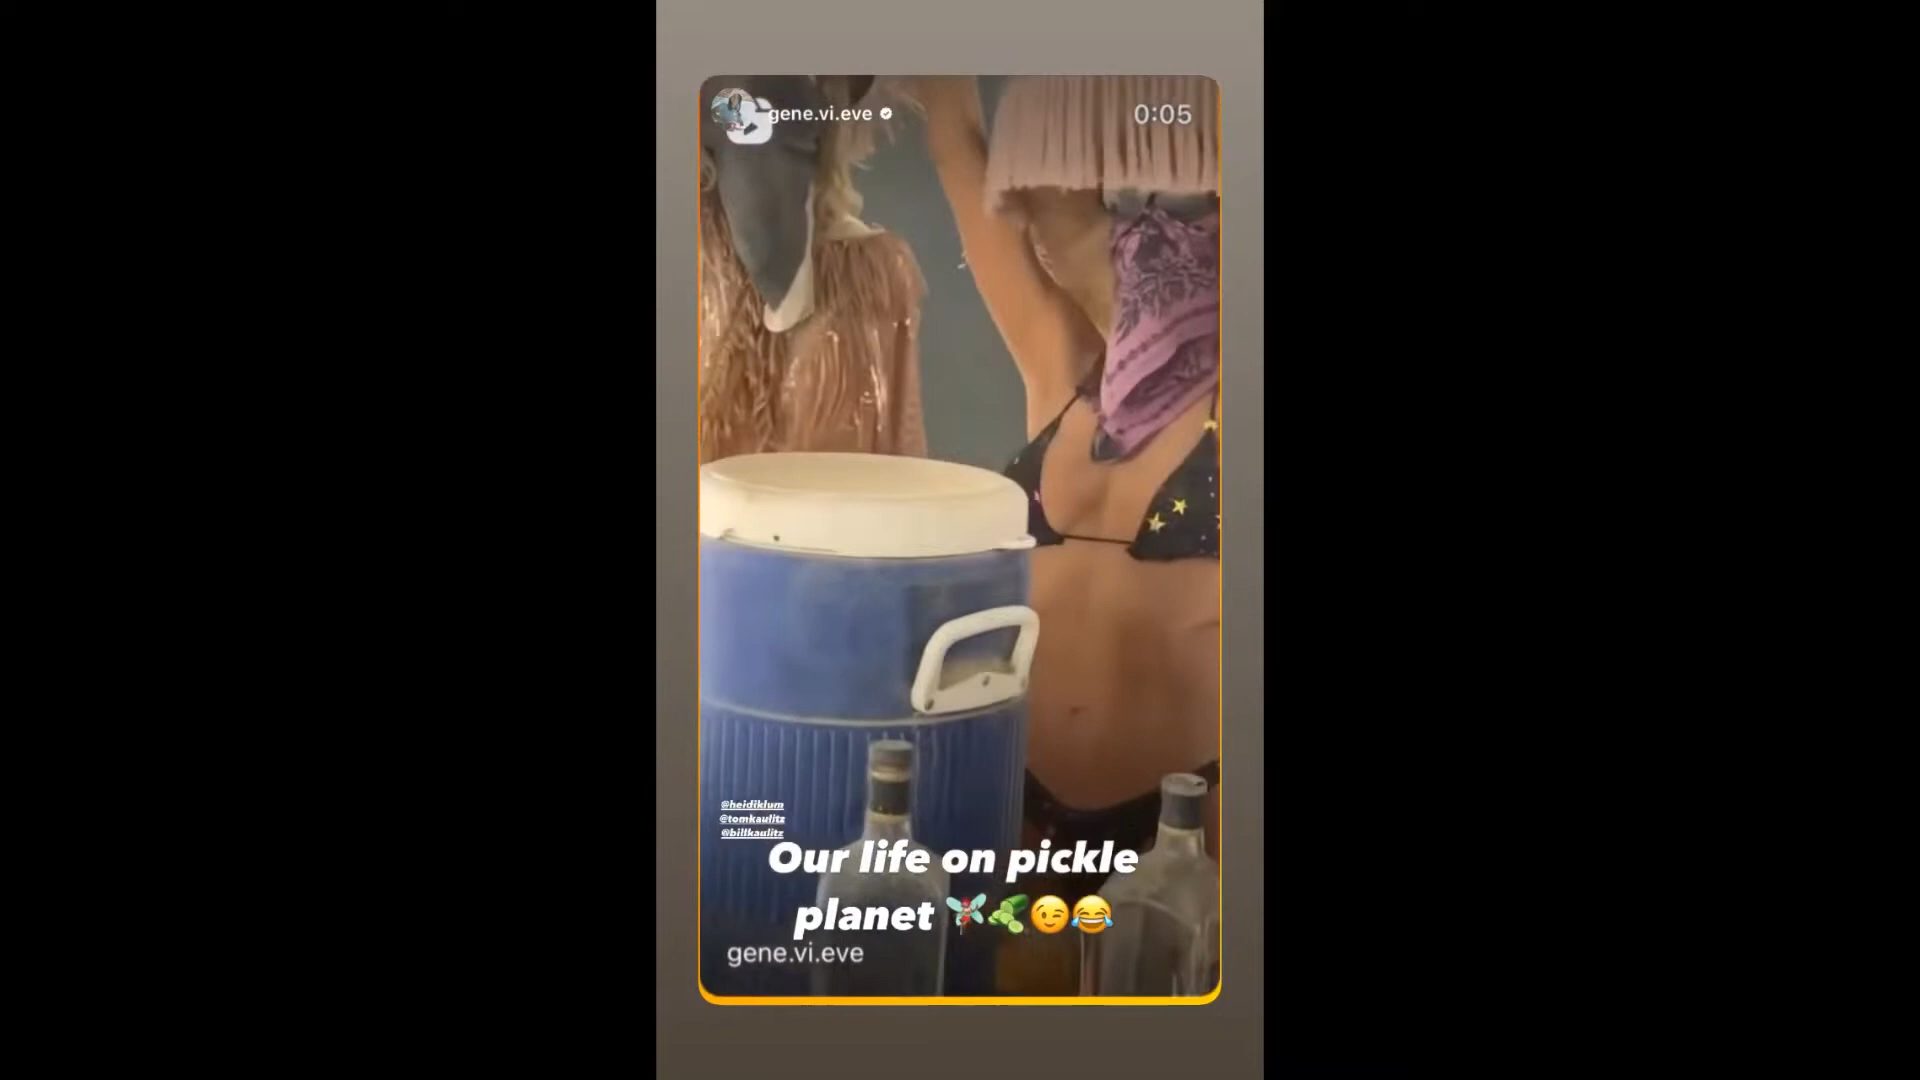 gene.vi.eve
0:05
@heidiklum
@tomkaulitz
@billkaulitz
Our life on pickle
planet 🧚🥒😉😂
gene.vi.eve